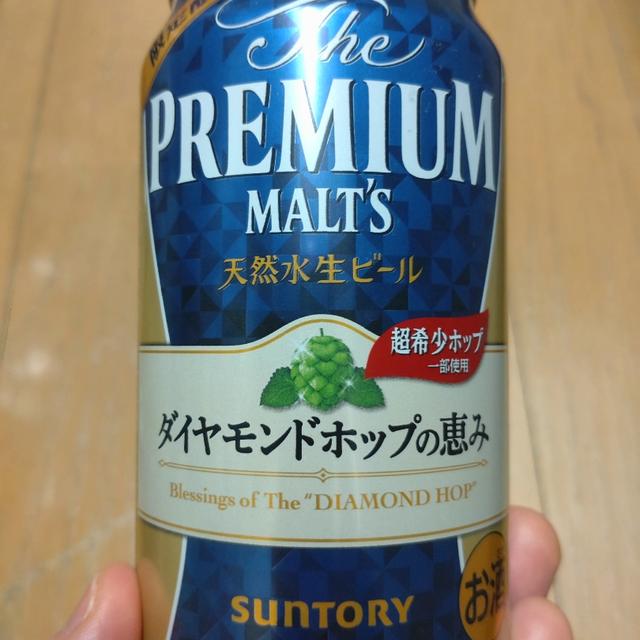 The
PREMIUM
MALT'S
天然水生ビール
超希少ホップ
一部使用
ダイヤモンドホップの恵み
Blessings of The "DIAMOND HOP"
SUNTORY
お酒